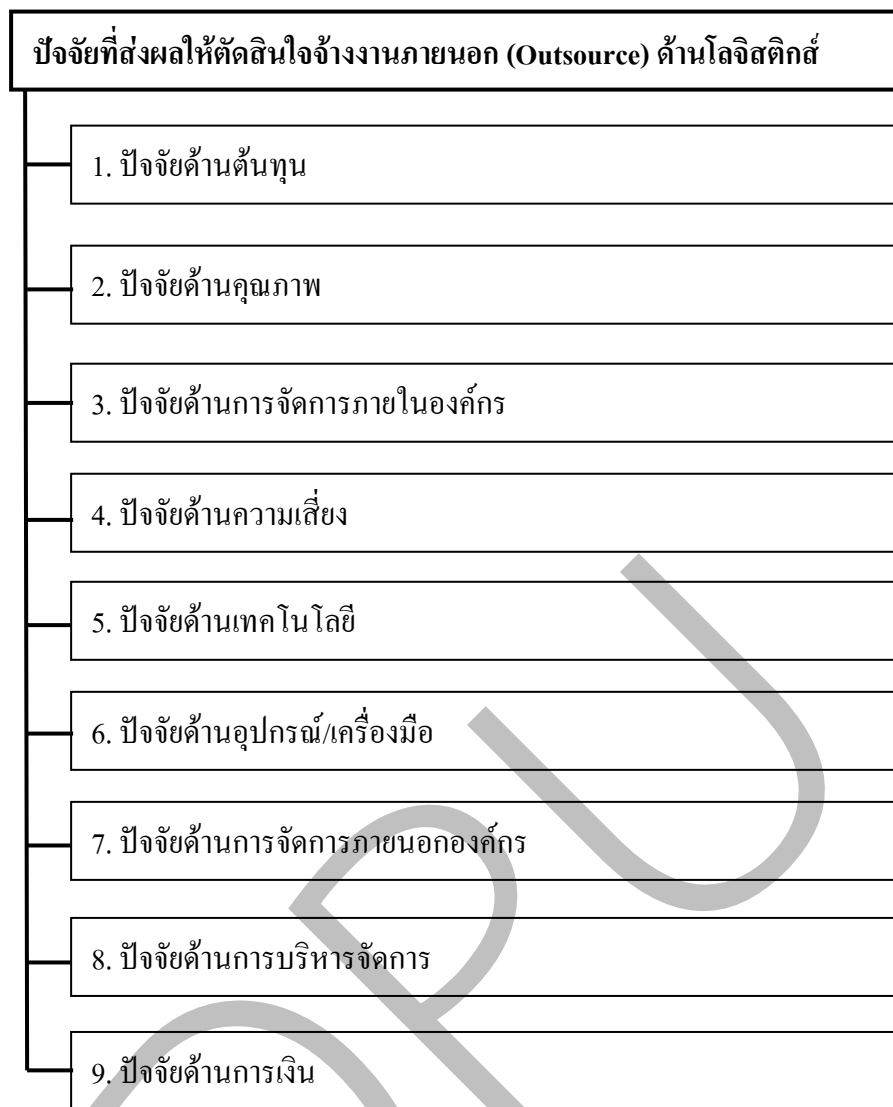 ปัจจัยที่ส่งผลให้ตัดสินใจจ้างงานภายนอก (Outsource) ด้านโลจิสติกส์
1. ปัจจัยด้านต้นทุน
2. ปัจจัยด้านคุณภาพ
3. ปัจจัยด้านการจัดการภายในองค์กร
4. ปัจจัยด้านความเสี่ยง
5. ปัจจัยด้านเทคโนโลยี
6. ปัจจัยด้านอุปกรณ์/เครื่องมือ
7. ปัจจัยด้านการจัดการภายนอกองค์กร
8. ปัจจัยด้านการบริหารจัดการ
9. ปัจจัยด้านการเงิน
DPU